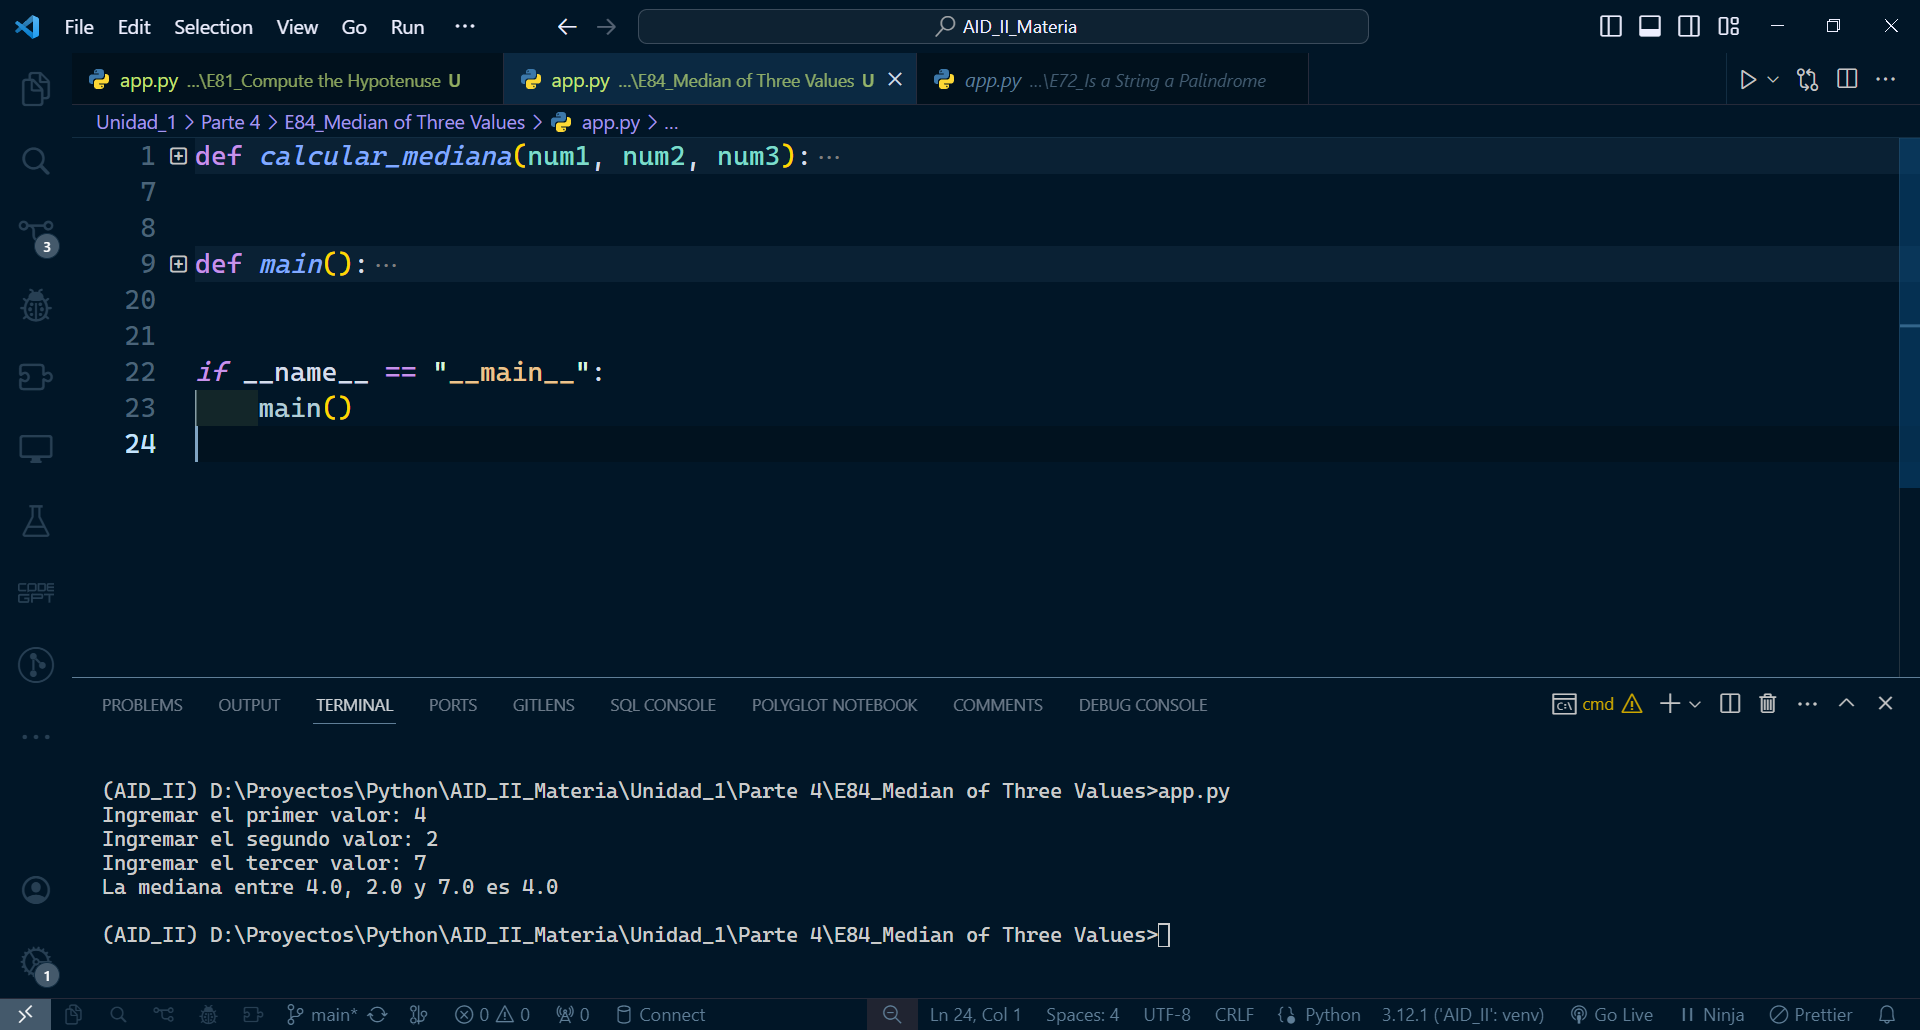 File Edit Selection View Go Run ··· AID_II_Materia
app.py ...\E81_Compute the Hypotenuse U app.py ...\E84_Median of Three Values U app.py ...\E72_Is a String a Palindrome
Unidad_1 > Parte 4 > E84_Median of Three Values > app.py > ...
1 def calcular_mediana(num1, num2, num3): ···
7
8
9 def main(): ···
20
21
22 if __name__ == "__main__":
23 main()
24
3
CODE
GPT
PROBLEMS OUTPUT TERMINAL PORTS GITLENS SQL CONSOLE POLYGLOT NOTEBOOK COMMENTS DEBUG CONSOLE cmd
(AID_II) D:\Proyectos\Python\AID_II_Materia\Unidad_1\Parte 4\E84_Median of Three Values>app.py
Ingremar el primer valor: 4
Ingremar el segundo valor: 2
Ingremar el tercer valor: 7
La mediana entre 4.0, 2.0 y 7.0 es 4.0
(AID_II) D:\Proyectos\Python\AID_II_Materia\Unidad_1\Parte 4\E84_Median of Three Values>
1
main* 0 0 0 Connect Ln 24, Col 1 Spaces: 4 UTF-8 CRLF Python 3.12.1 ('AID_II': venv) Go Live Ninja Prettier